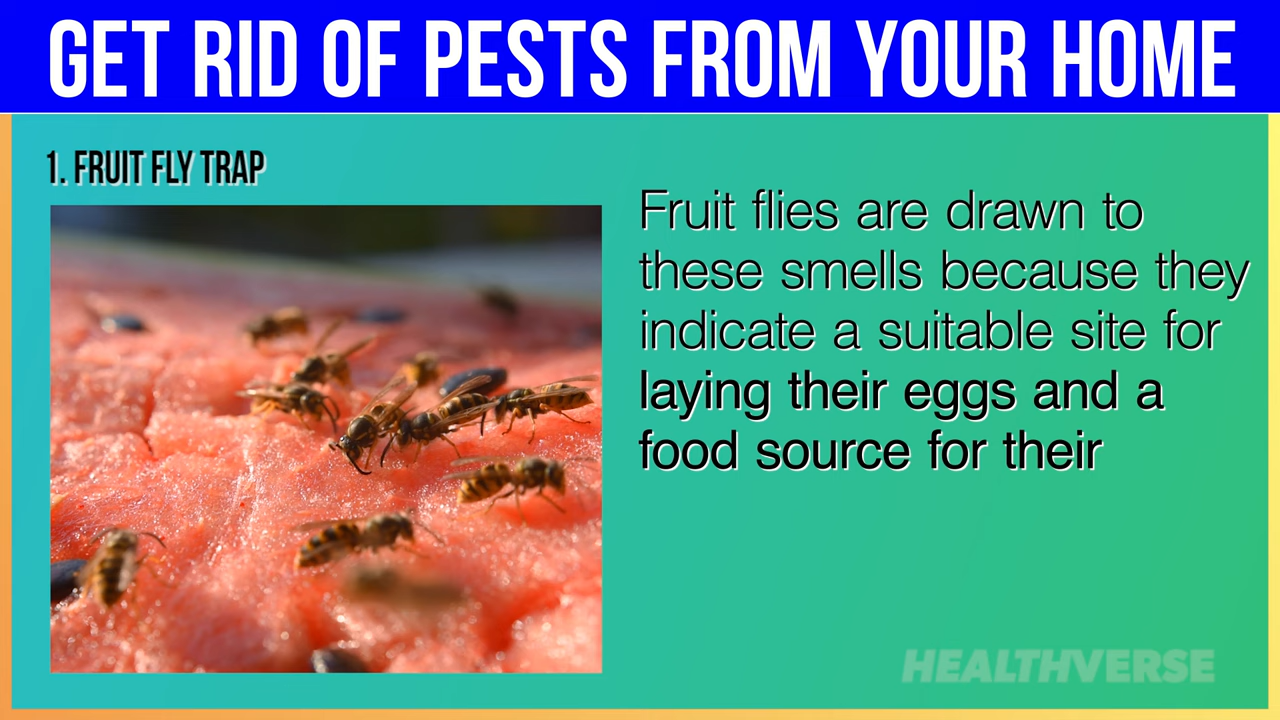 GET RID OF PESTS FROM YOUR HOME
1. FRUIT FLY TRAP
Fruit flies are drawn to
these smells because they
indicate a suitable site for
laying their eggs and a
food source for their
HEALTHVERSE